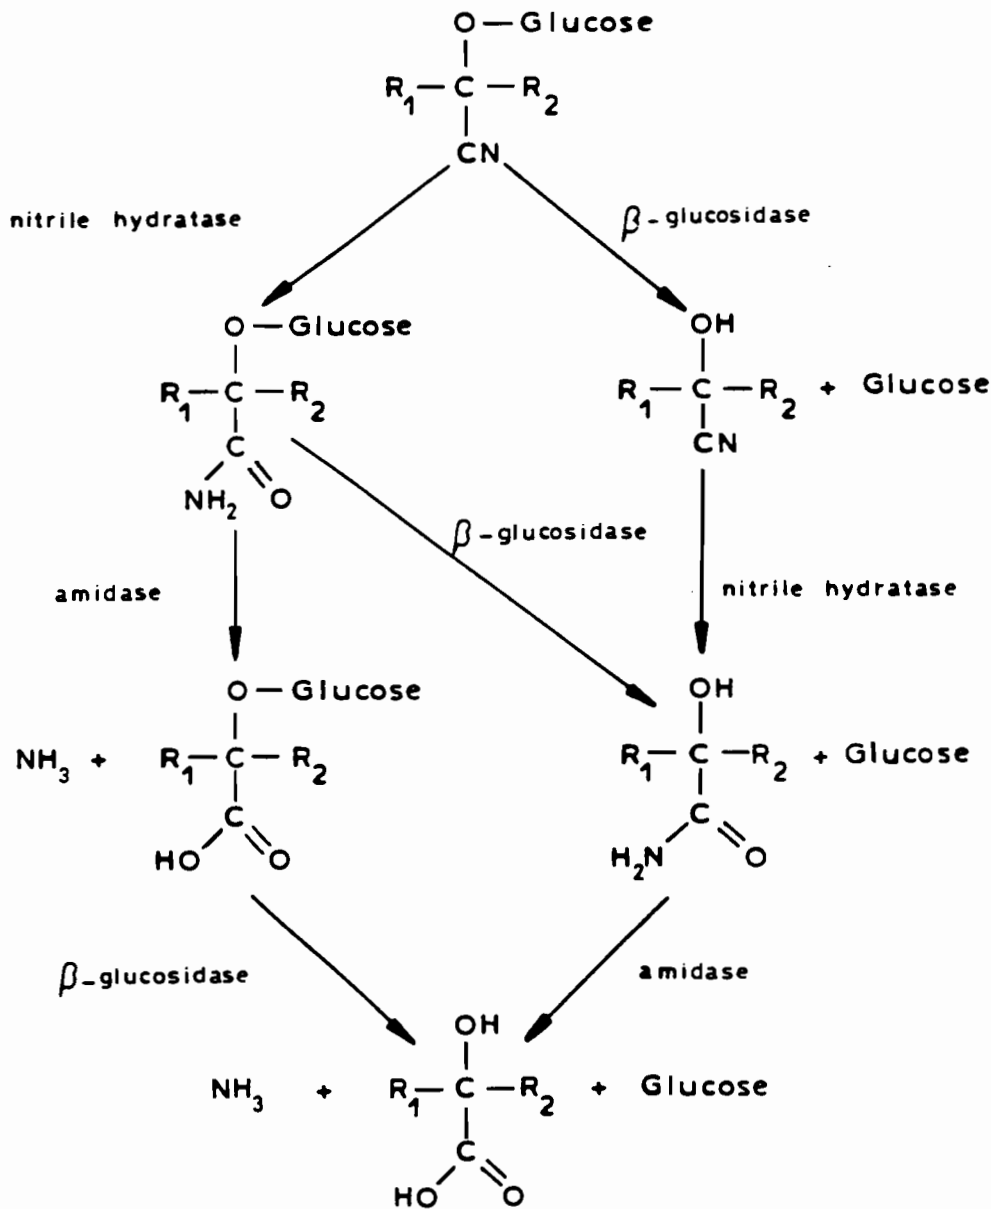 O—Glucose
R₁—C—R₂
CN
nitrile hydratase
β-glucosidase
O—Glucose
OH
R₁—C—R₂
R₁—C—R₂ + Glucose
C
CN
NH₂ O
β-glucosidase
amidase
nitrile hydratase
O—Glucose
OH
NH₃ + R₁—C—R₂
R₁—C—R₂ + Glucose
C
C
HO O
H₂N O
β-glucosidase
amidase
OH
NH₃ + R₁—C—R₂ + Glucose
C
HO O